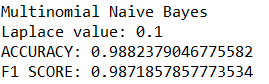 Multinomial Naive Bayes
Laplace value: 0.1
ACCURACY: 0.9882379046775582
F1 SCORE: 0.9871857857773534